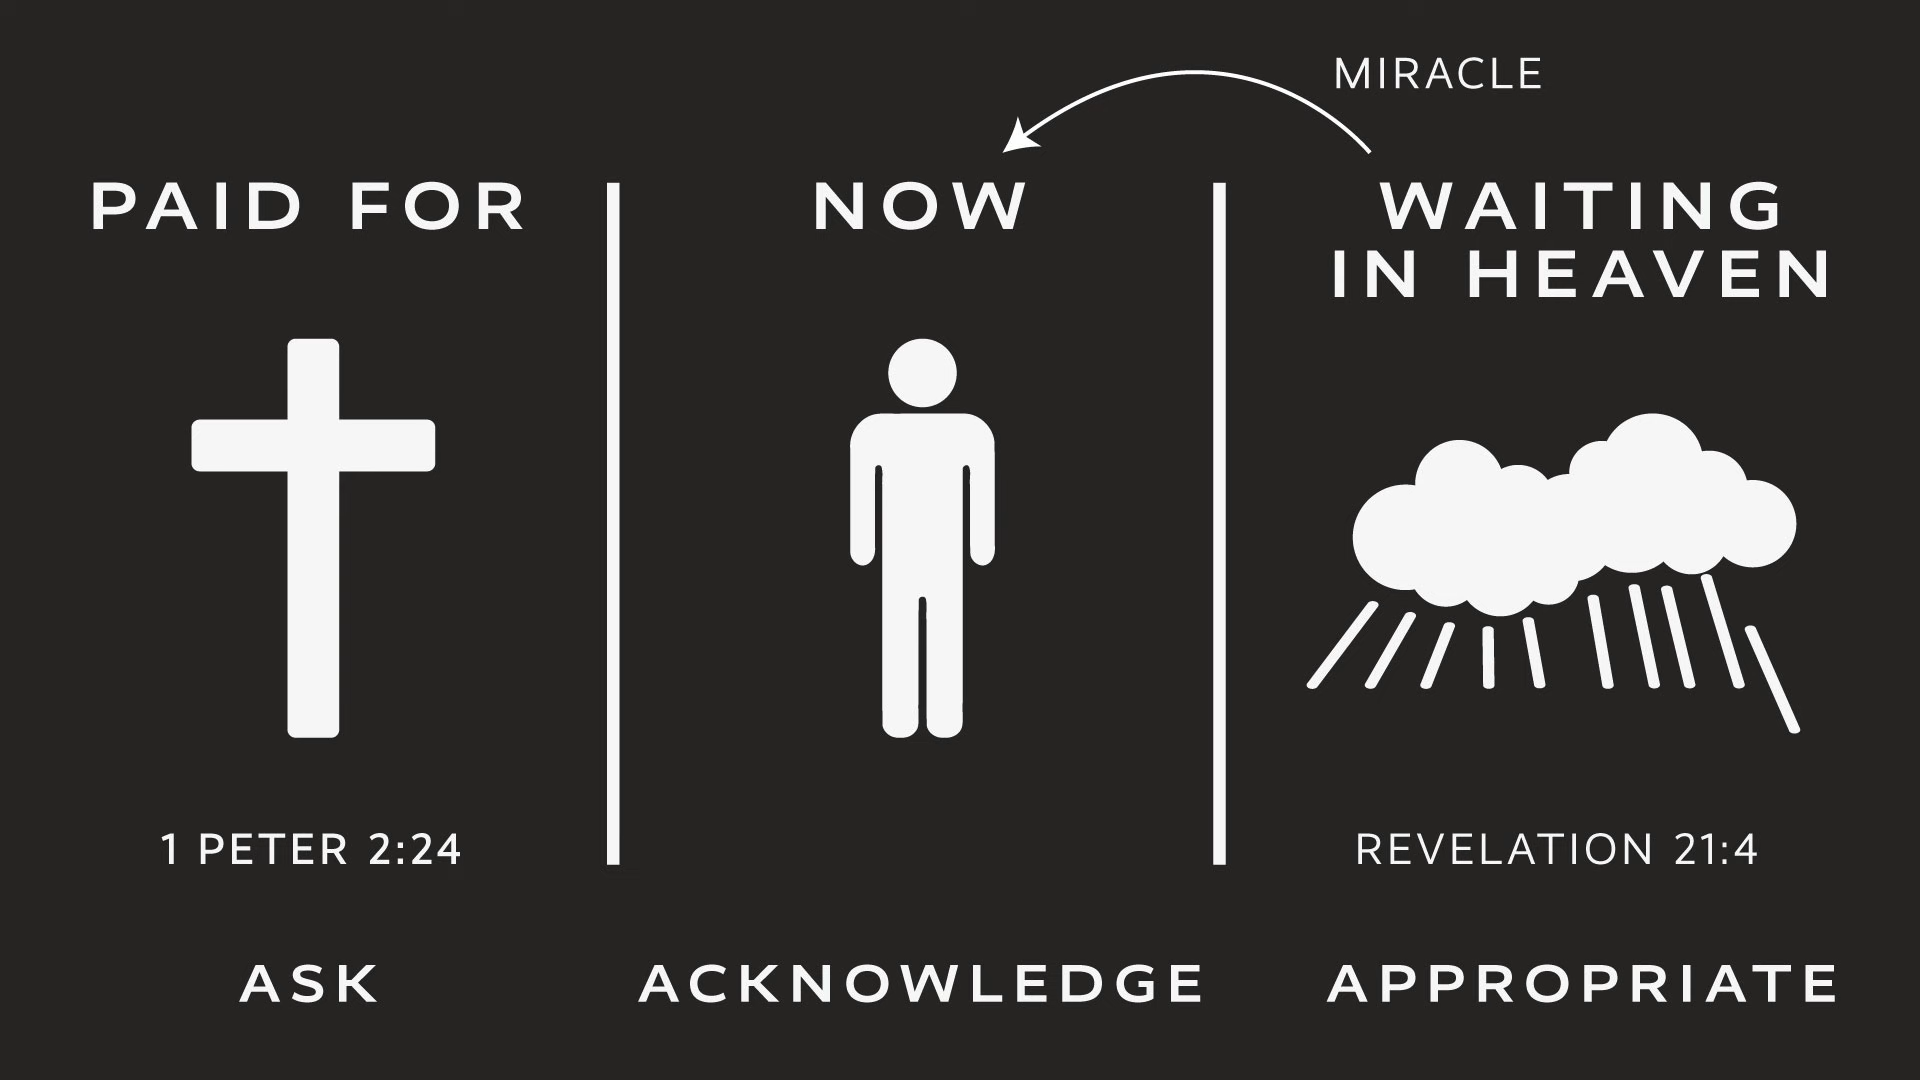 MIRACLE
PAID FOR
NOW
WAITING
IN HEAVEN
1 PETER 2:24
REVELATION 21:4
ASK
ACKNOWLEDGE
APPROPRIATE